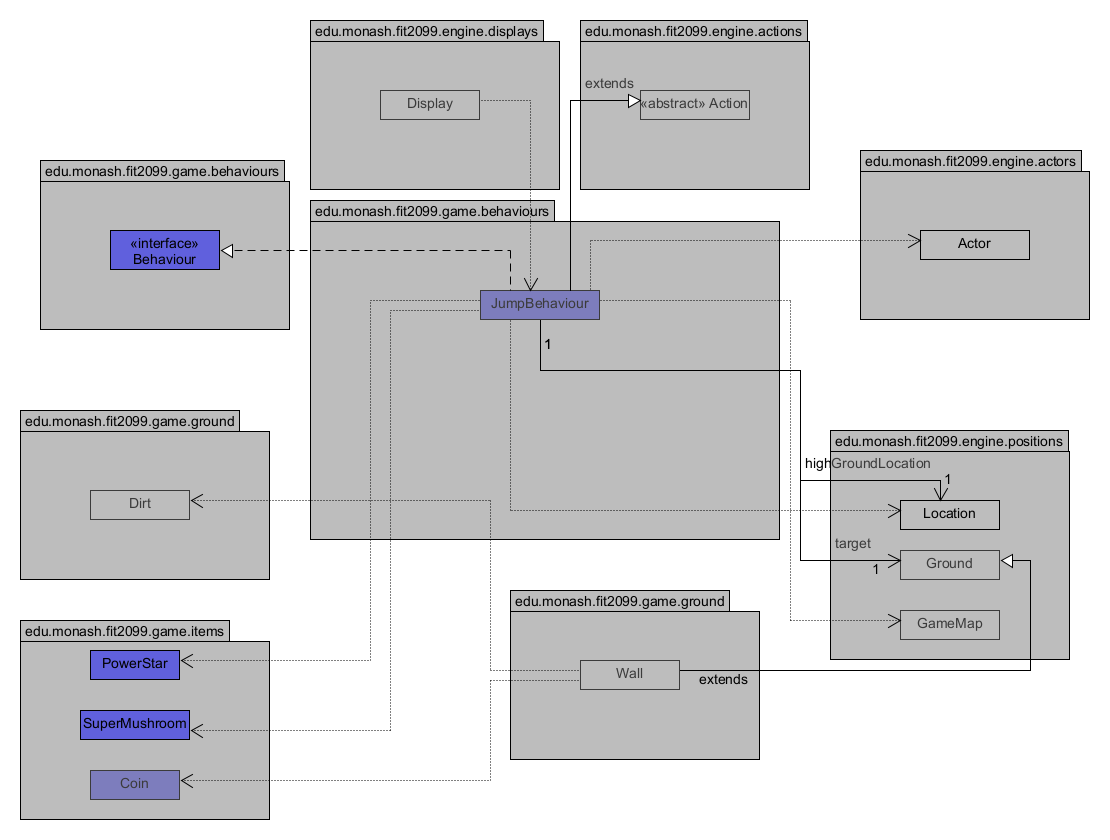 edu.monash.fit2099.engine.displays
Display
edu.monash.fit2099.engine.actions
extends
«abstract» Action
edu.monash.fit2099.game.behaviours
«interface»
Behaviour
edu.monash.fit2099.game.behaviours
JumpBehaviour
1
edu.monash.fit2099.engine.actors
Actor
edu.monash.fit2099.game.ground
Dirt
edu.monash.fit2099.engine.positions
highGroundLocation
1
Location
target
1
Ground
GameMap
edu.monash.fit2099.game.items
PowerStar
SuperMushroom
Coin
edu.monash.fit2099.game.ground
Wall
extends